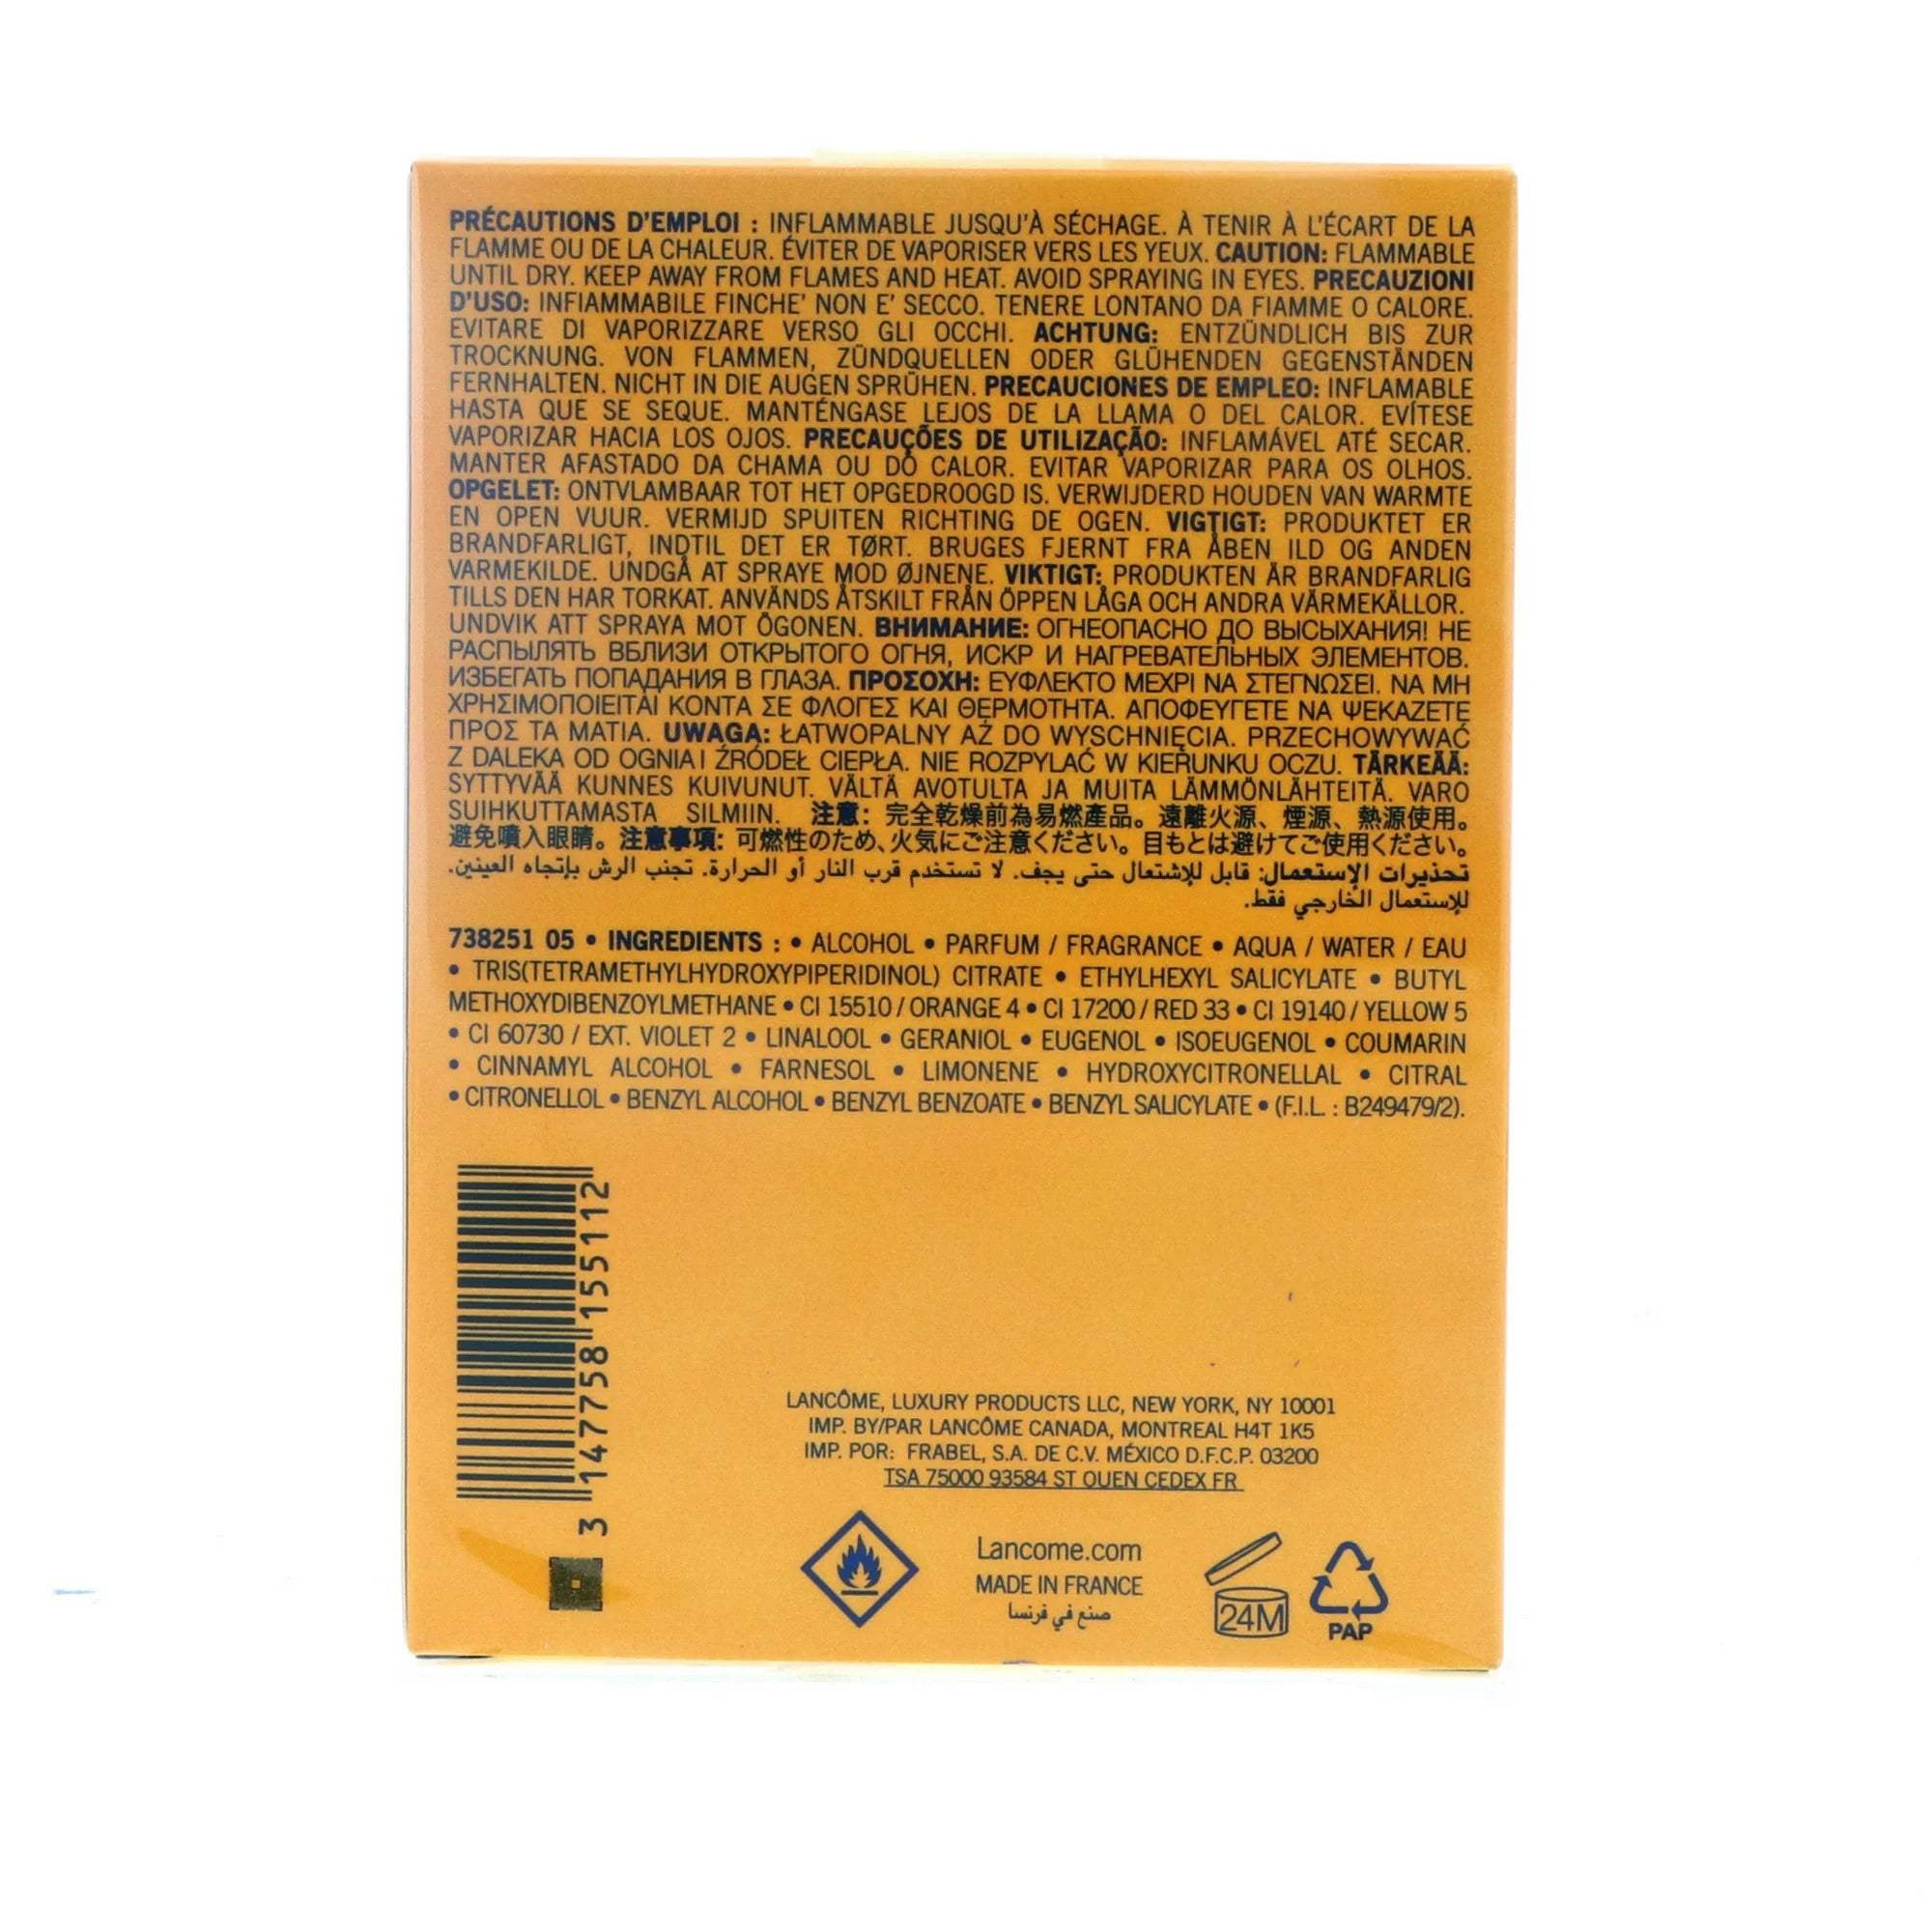 PRÉCAUTIONS D'EMPLOI : INFLAMMABLE JUSQU'À SÉCHAGE. À TENIR À L'ÉCART DE LA
FLAMME OU DE LA CHALEUR. ÉVITER DE VAPORISER VERS LES YEUX. CAUTION: FLAMMABLE
UNTIL DRY. KEEP AWAY FROM FLAMES AND HEAT. AVOID SPRAYING IN EYES. PRECAUZIONI
D'USO: INFIAMMABILE FINCHE' NON E' SECCO. TENERE LONTANO DA FIAMME O CALORE.
EVITARE DI VAPORIZZARE VERSO GLI OCCHI. ACHTUNG: ENTZÜNDLICH BIS ZUR
TROCKNUNG. VON FLAMMEN, ZÜNDQUELLEN ODER GLÜHENDEN GEGENSTÄNDEN
FERNHALTEN. NICHT IN DIE AUGEN SPRÜHEN. PRECAUCIONES DE EMPLEO: INFLAMABLE
HASTA QUE SE SEQUE. MANTÉNGASE LEJOS DE LA LLAMA O DEL CALOR. EVÍTESE
VAPORIZAR HACIA LOS OJOS. PRECAUÇÕES DE UTILIZAÇÃO: INFLAMÁVEL ATÉ SECAR.
MANTER AFASTADO DA CHAMA OU DO CALOR. EVITAR VAPORIZAR PARA OS OLHOS.
OPGELET: ONTVLAMBAAR TOT HET OPGEDROOGD IS. VERWIJDERD HOUDEN VAN WARMTE
EN OPEN VUUR. VERMIJD SPUITEN RICHTING DE OGEN. VIGTIGT: PRODUKTET ER
BRANDFARLIGT, INDTIL DET ER TØRT. BRUGES FJERNT FRA ÅBEN ILD OG ANDEN
VARMEKILDE. UNDGÅ AT SPRAYE MOD ØJNENE. VIKTIGT: PRODUKTEN ÄR BRANDFARLIG
TILLS DEN HAR TORKAT. ANVÄNDS ÅTSKILT FRÅN ÖPPEN LÅGA OCH ANDRA VÄRMEKÄLLOR.
UNDVIK ATT SPRAYA MOT ÖGONEN. ВНИМАНИЕ: ОГНЕОПАСНО ДО ВЫСЫХАНИЯ! НЕ
РАСПЫЛЯТЬ ВБЛИЗИ ОТКРЫТОГО ОГНЯ, ИСКР И НАГРЕВАТЕЛЬНЫХ ЭЛЕМЕНТОВ.
ИЗБЕГАТЬ ПОПАДАНИЯ В ГЛАЗА. ΠΡΟΣΟΧΗ: ΕΥΦΛΕΚΤΟ ΜΕΧΡΙ ΝΑ ΣΤΕΓΝΩΣΕΙ. ΝΑ ΜΗ
ΧΡΗΣΙΜΟΠΟΙΕΙΤΑΙ ΚΟΝΤΑ ΣΕ ΦΛΟΓΕΣ ΚΑΙ ΘΕΡΜΟΤΗΤΑ. ΑΠΟΦΕΥΓΕΤΕ ΝΑ ΨΕΚΑΖΕΤΕ
ΠΡΟΣ ΤΑ ΜΑΤΙΑ. UWAGA: ŁATWOPALNY AŻ DO WYSCHNIĘCIA. PRZECHOWYWAĆ
Z DALEKA OD OGNIA I ŹRÓDEŁ CIEPŁA. NIE ROZPYLAĆ W KIERUNKU OCZU. TÄRKEÄÄ:
SYTTYVÄÄ KUNNES KUIVUNUT. VÄLTÄ AVOTULTA JA MUITA LÄMMÖNLÄHTEITÄ. VARO
SUIHKUTTAMASTA SILMIIN. 注意: 完全乾燥前為易燃產品。遠離火源、煙源、熱源使用。
避免噴入眼睛。注意事項: 可燃性のため、火気にご注意ください。目もとは避けてご使用ください。
تحذيرات الإستعمال: قابل للإشتعال حتى يجف. لا تستخدم قرب النار أو الحرارة. تجنب الرش بإتجاه العينين.
للإستعمال الخارجي فقط.
738251 05 • INGREDIENTS : • ALCOHOL • PARFUM / FRAGRANCE • AQUA / WATER / EAU
• TRIS(TETRAMETHYLHYDROXYPIPERIDINOL) CITRATE • ETHYLHEXYL SALICYLATE • BUTYL
METHOXYDIBENZOYLMETHANE • CI 15510 / ORANGE 4 • CI 17200 / RED 33 • CI 19140 / YELLOW 5
• CI 60730 / EXT. VIOLET 2 • LINALOOL • GERANIOL • EUGENOL • ISOEUGENOL • COUMARIN
• CINNAMYL ALCOHOL • FARNESOL • LIMONENE • HYDROXYCITRONELLAL • CITRAL
• CITRONELLOL • BENZYL ALCOHOL • BENZYL BENZOATE • BENZYL SALICYLATE • (F.I.L. : B249479/2).
3 147758 155112
LANCÔME, LUXURY PRODUCTS LLC, NEW YORK, NY 10001
IMP. BY/PAR LANCÔME CANADA, MONTREAL H4T 1K5
IMP. POR: FRABEL, S.A. DE C.V. MÉXICO D.F.C.P. 03200
TSA 75000 93584 ST OUEN CEDEX FR
Lancome.com
MADE IN FRANCE
صنع في فرنسا
24M
PAP